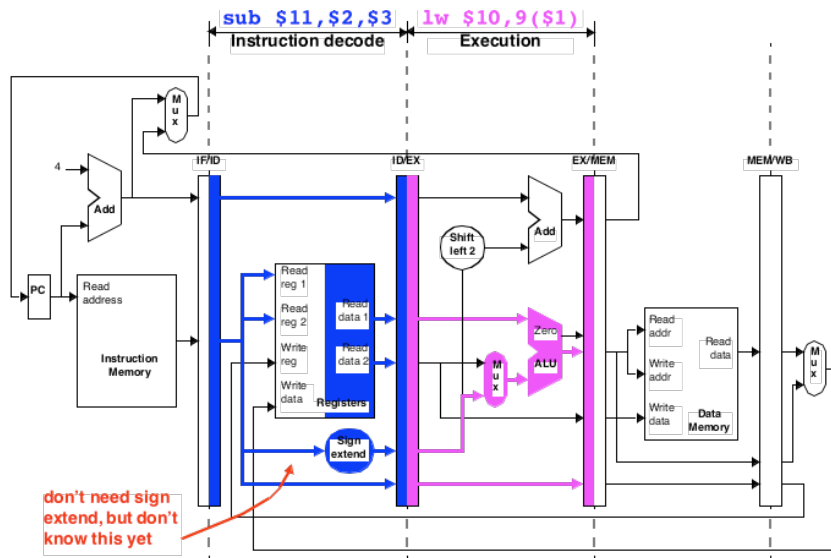 sub $11,$2,$3
lw $10,9($1)
Instruction decode
Execution
M
u
x
IF/ID
ID/EX
EX/MEM
MEM/WB
4
Add
Add
Shift
left 2
PC
Read
address
Instruction
Memory
Read
reg 1
Read
reg 2
Write
reg
Write
data
Read
data 1
Read
data 2
Registers
Sign
extend
M
u
x
Zero
ALU
Read
addr
Write
addr
Write
data
Read
data
Data
Memory
M
u
x
don't need sign
extend, but don't
know this yet